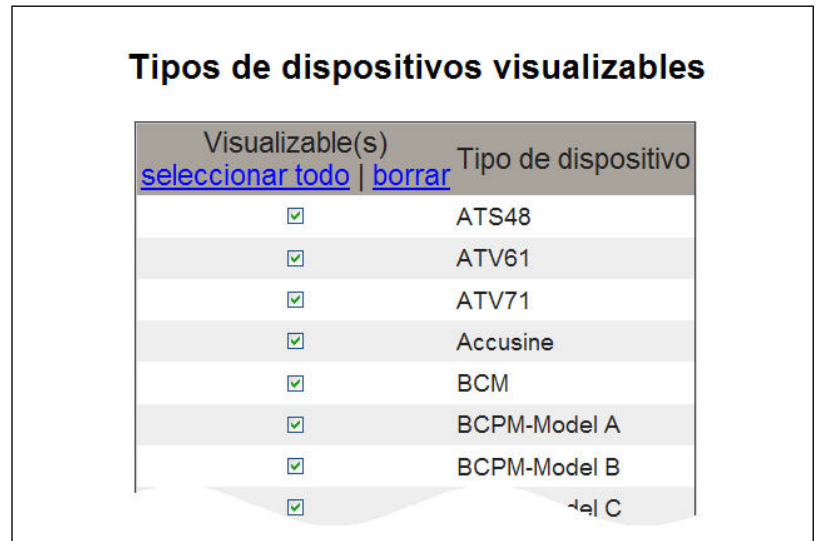 Tipos de dispositivos visualizables
Visualizable(s)
seleccionar todo | borrar
Tipo de dispositivo
ATS48
ATV61
ATV71
Accusine
BCM
BCPM-Model A
BCPM-Model B
C